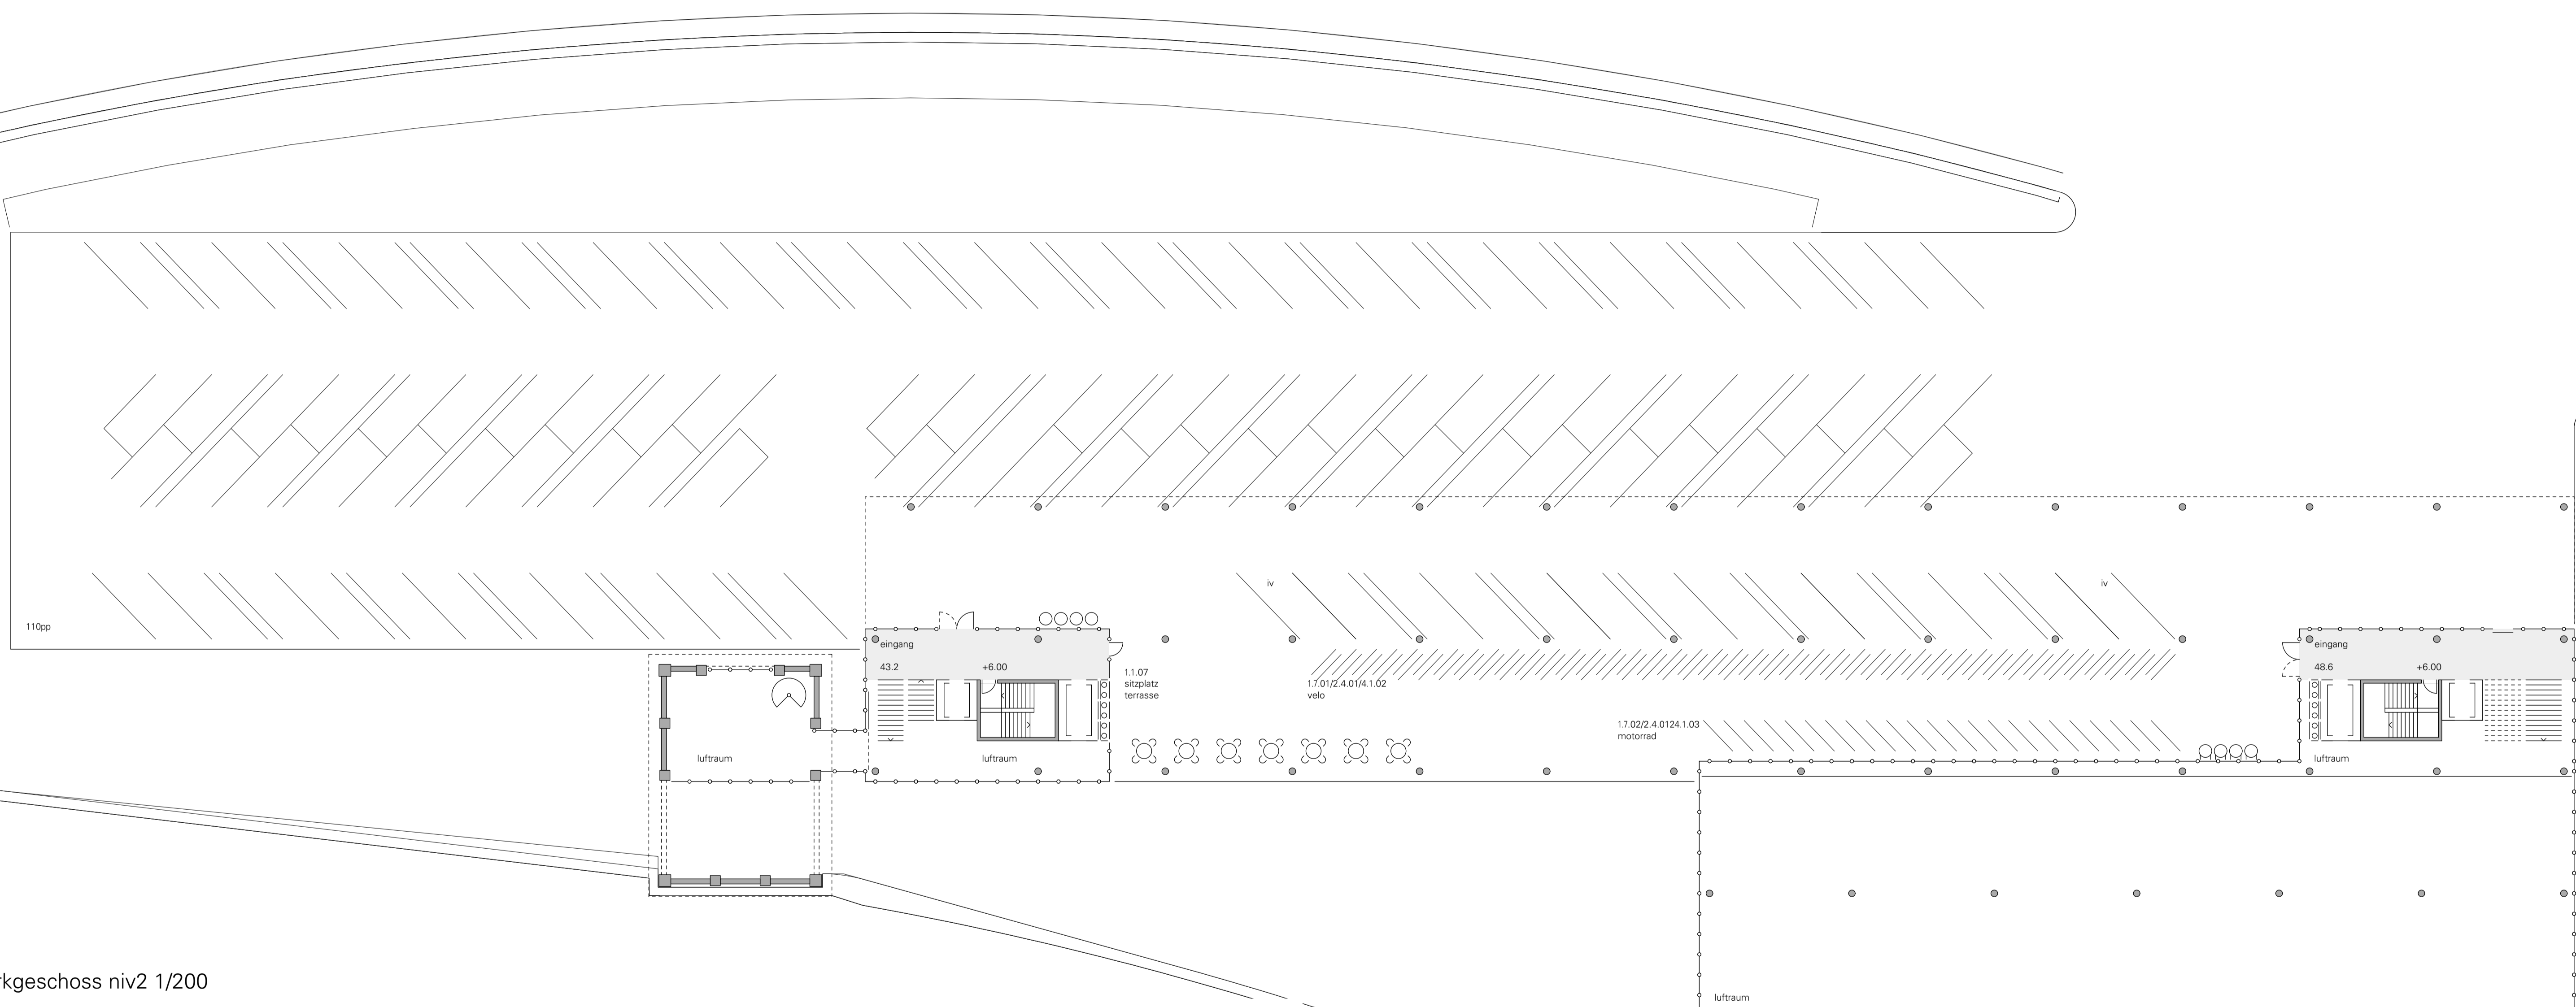 iv
iv
110pp
eingang
43.2 +6.00
1.1.07
sitzplatz
terrasse
1.7.01/2.4.01/4.1.02
velo
eingang
48.6 +6.00
1.7.02/2.4.0124.1.03
motorrad
luftraum
luftraum
luftraum
rkgeschoss niv2 1/200
luftraum